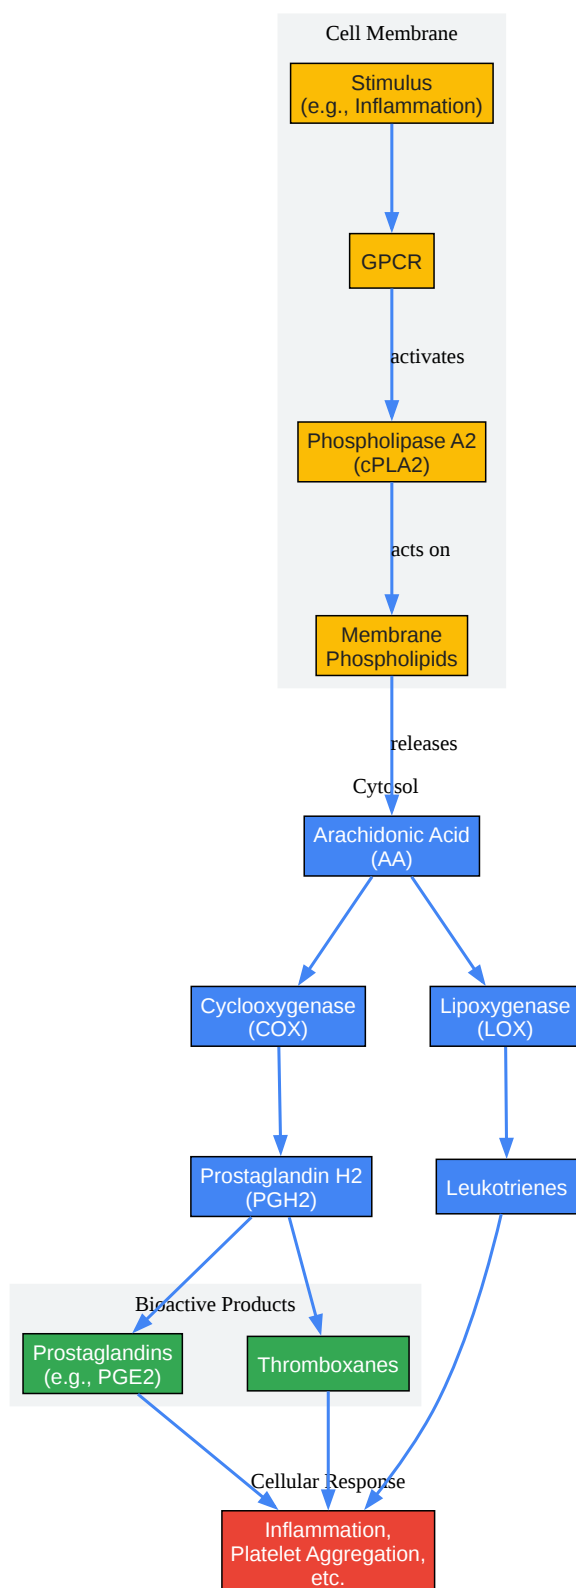 Cell Membrane
Stimulus
(e.g., Inflammation)
GPCR
activates
Phospholipase A2
(cPLA2)
acts on
Membrane
Phospholipids
releases
Cytosol
Arachidonic Acid
(AA)
Cyclooxygenase
(COX)
Lipoxygenase
(LOX)
Prostaglandin H2
(PGH2)
Leukotrienes
Bioactive Products
Prostaglandins
(e.g., PGE2)
Thromboxanes
Cellular Response
Inflammation,
Platelet Aggregation,
etc.